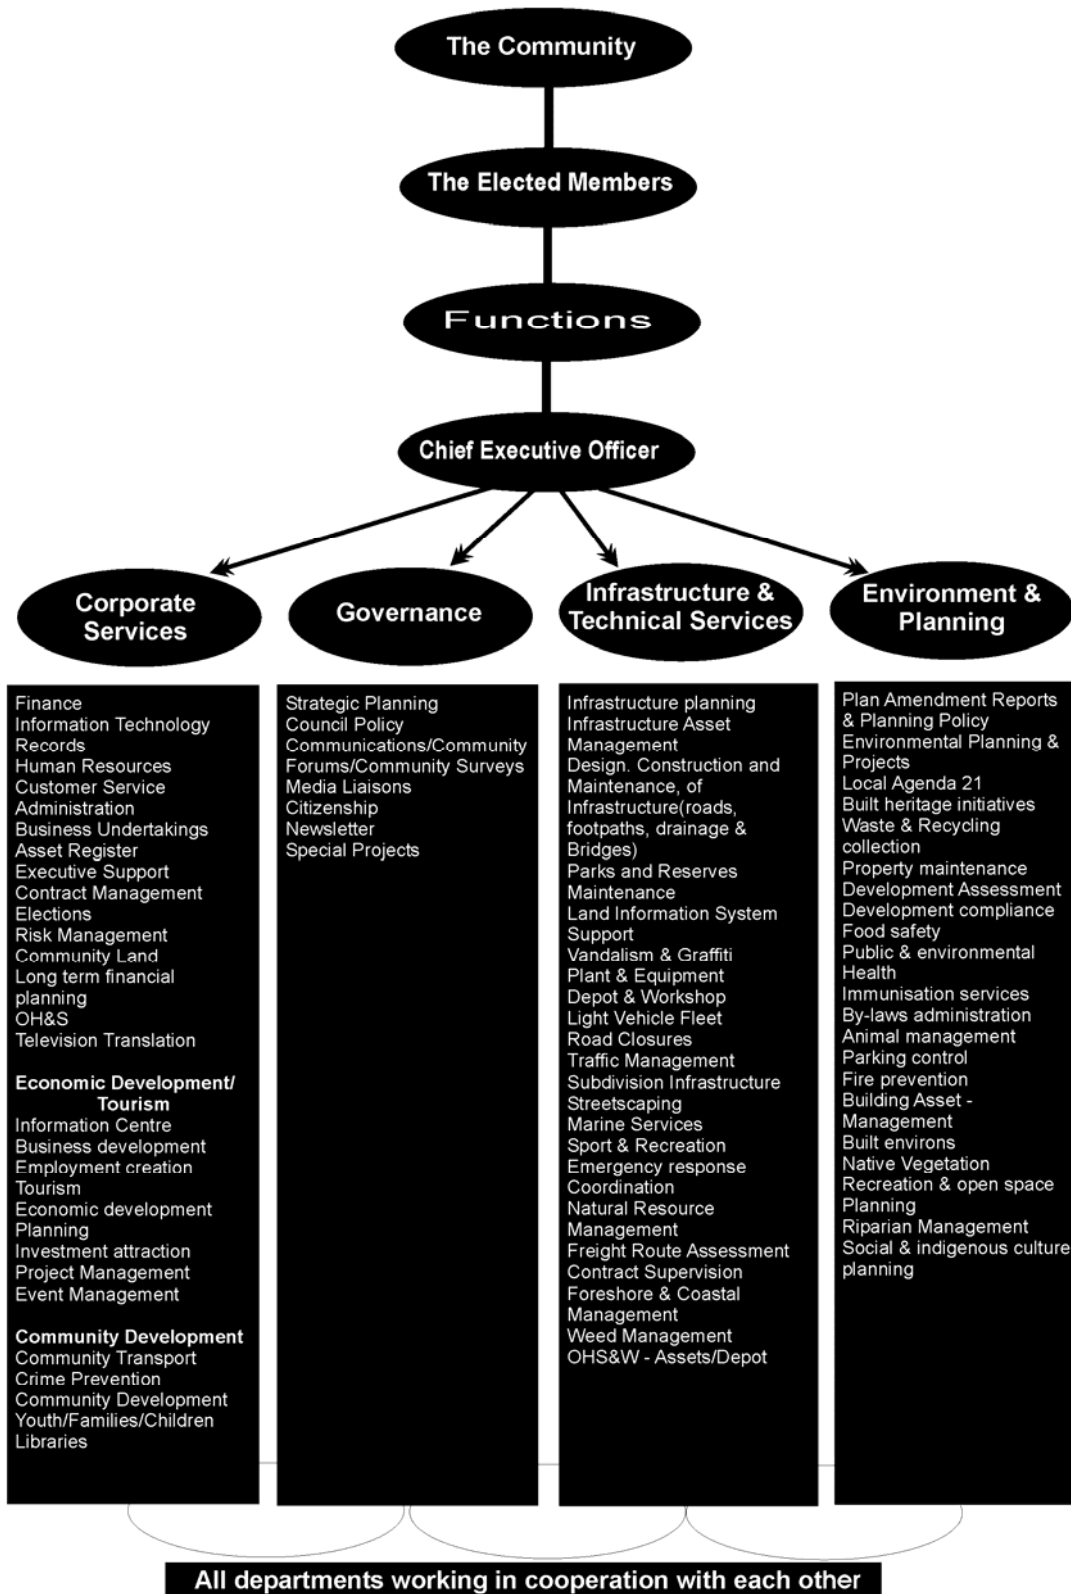 The Community
The Elected Members
Functions
Chief Executive Officer
Corporate
Services
Governance
Infrastructure &
Technical Services
Environment &
Planning
Finance
Information Technology
Records
Human Resources
Customer Service
Administration
Business Undertakings
Asset Register
Executive Support
Contract Management
Elections
Risk Management
Community Land
Long term financial
planning
OH&S
Television Translation
Economic Development/
Tourism
Information Centre
Business development
Employment creation
Tourism
Economic development
Planning
Investment attraction
Project Management
Event Management
Community Development
Community Transport
Crime Prevention
Community Development
Youth/Families/Children
Libraries
Strategic Planning
Council Policy
Communications/Community
Forums/Community Surveys
Media Liaisons
Citizenship
Newsletter
Special Projects
Infrastructure planning
Infrastructure Asset
Management
Design. Construction and
Maintenance, of
Infrastructure(roads,
footpaths, drainage &
Bridges)
Parks and Reserves
Maintenance
Land Information System
Support
Vandalism & Graffiti
Plant & Equipment
Depot & Workshop
Light Vehicle Fleet
Road Closures
Traffic Management
Subdivision Infrastructure
Streetscaping
Marine Services
Sport & Recreation
Emergency response
Coordination
Natural Resource
Management
Freight Route Assessment
Contract Supervision
Foreshore & Coastal
Management
Weed Management
OHS&W - Assets/Depot
Plan Amendment Reports
& Planning Policy
Environmental Planning &
Projects
Local Agenda 21
Built heritage initiatives
Waste & Recycling
collection
Property maintenance
Development Assessment
Development compliance
Food safety
Public & environmental
Health
Immunisation services
By-laws administration
Animal management
Parking control
Fire prevention
Building Asset -
Management
Built environs
Native Vegetation
Recreation & open space
Planning
Riparian Management
Social & indigenous culture
planning
All departments working in cooperation with each other